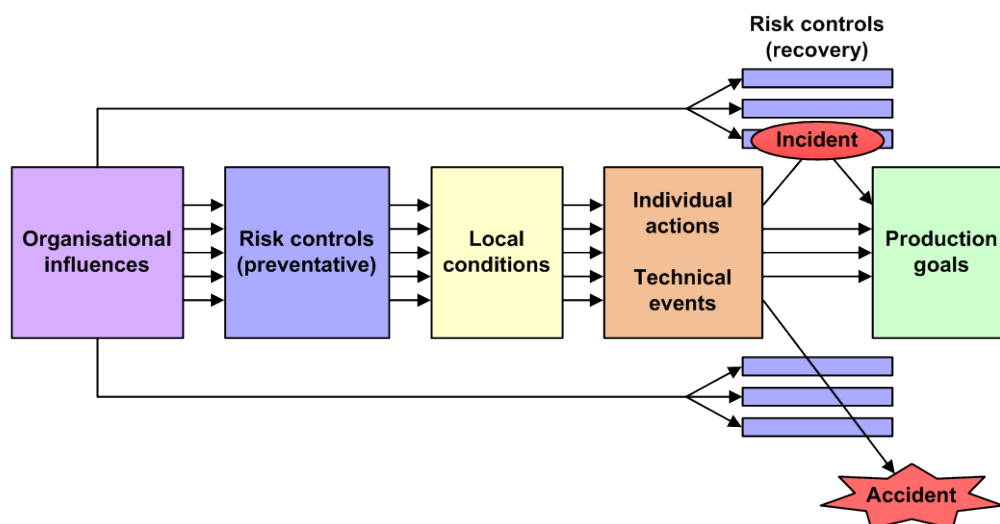 Risk controls
(recovery)
Incident
Organisational
influences
Risk controls
(preventative)
Local
conditions
Individual
actions
Technical
events
Production
goals
Accident